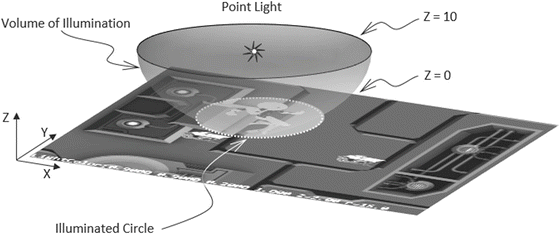 Point Light
Volume of Illumination
Z = 10
Z = 0
Z
Y
X
Illuminated Circle